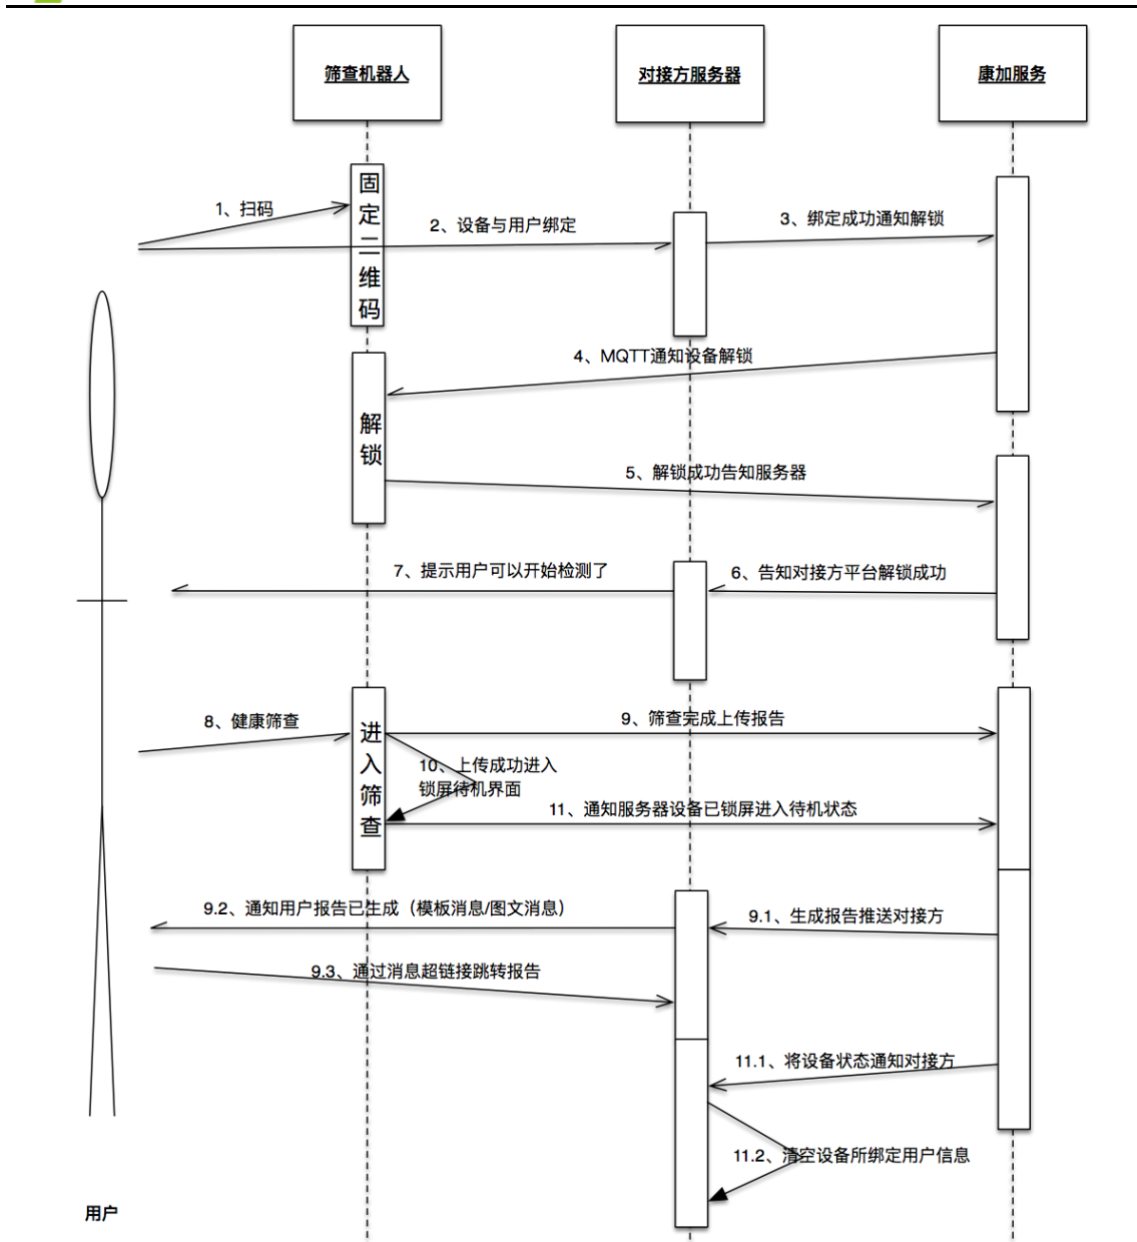 筛查机器人
对接方服务器
康加服务
固定二维码
1、扫码
2、设备与用户绑定
3、绑定成功通知解锁
4、MQTT通知设备解锁
解锁
5、解锁成功告知服务器
7、提示用户可以开始检测了
6、告知对接方平台解锁成功
8、健康筛查
进入筛查
9、筛查完成上传报告
10、上传成功进入
锁屏待机界面
11、通知服务器设备已锁屏进入待机状态
9.2、通知用户报告已生成（模板消息/图文消息）
9.1、生成报告推送对接方
9.3、通过消息超链接跳转报告
11.1、将设备状态通知对接方
11.2、清空设备所绑定用户信息
用户